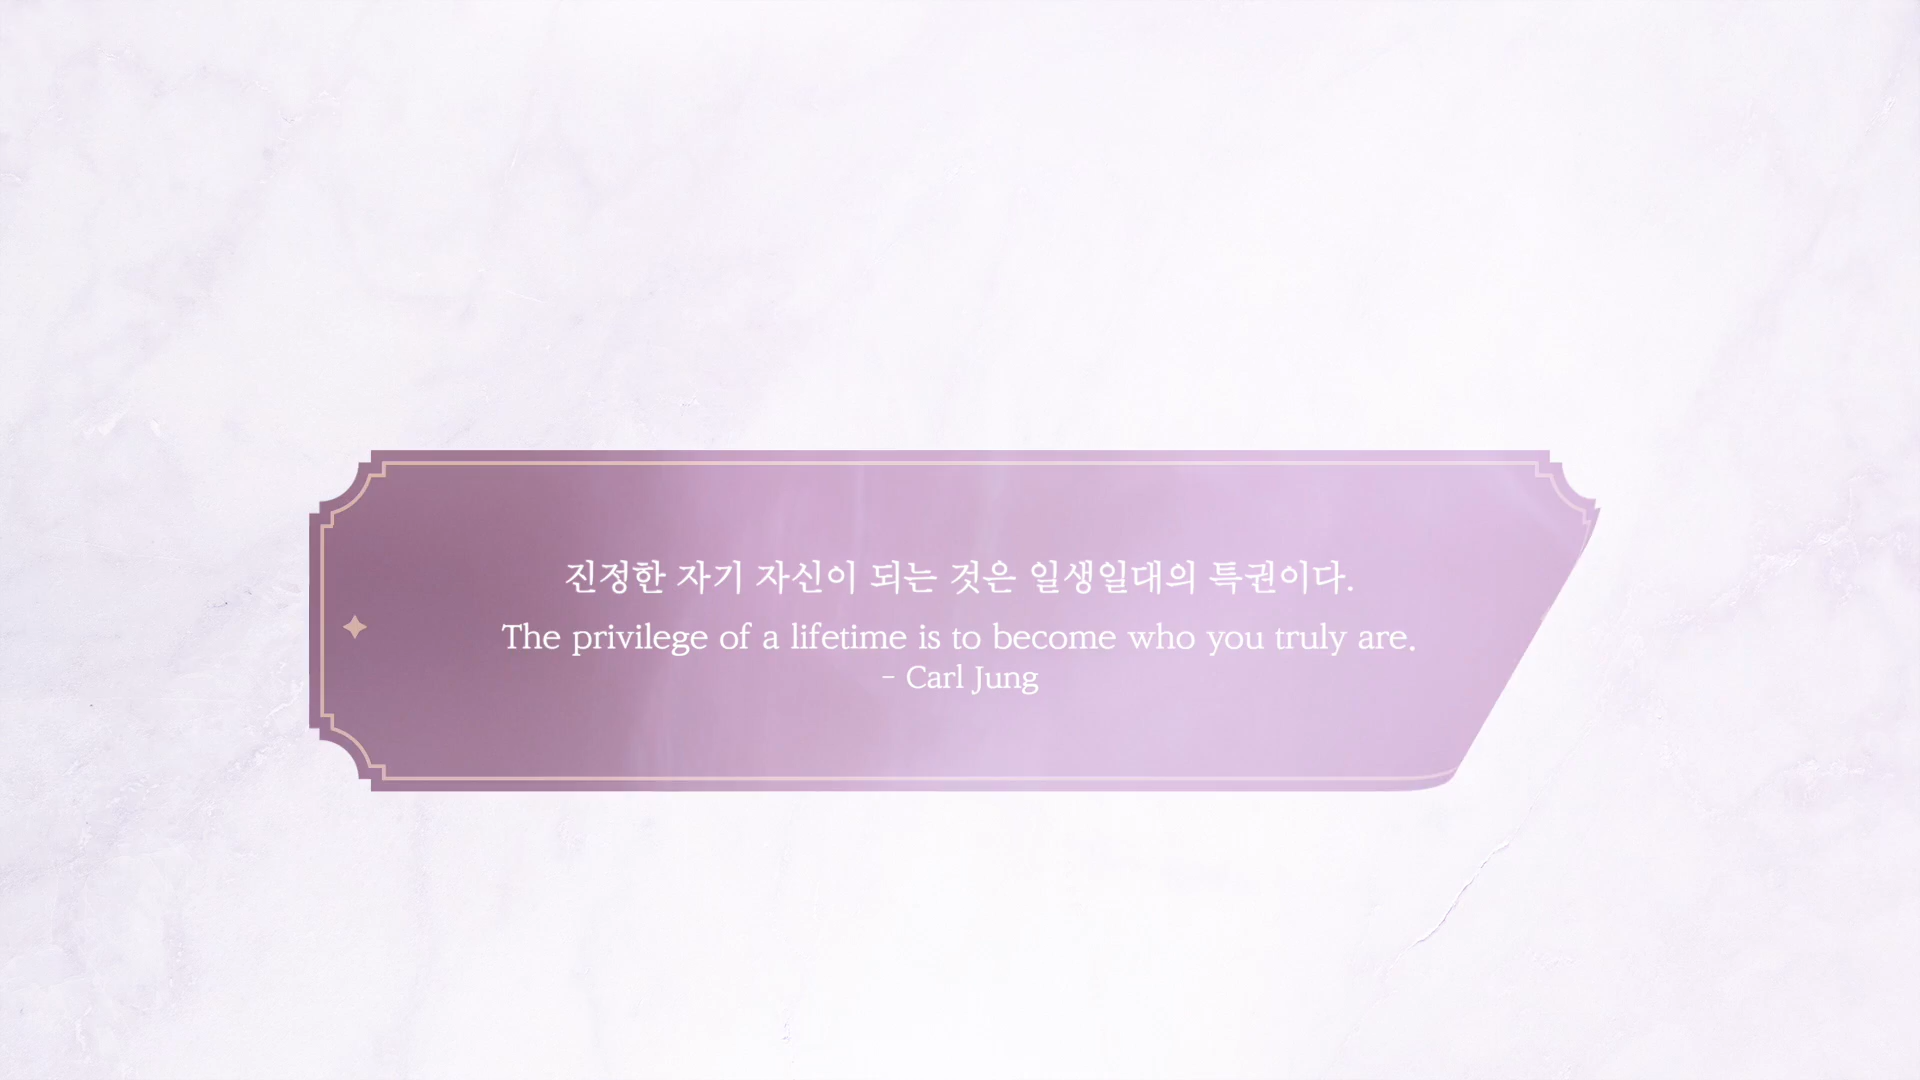 진정한 자기 자신이 되는 것은 일생일대의 특권이다.
The privilege of a lifetime is to become who you truly are.
- Carl Jung